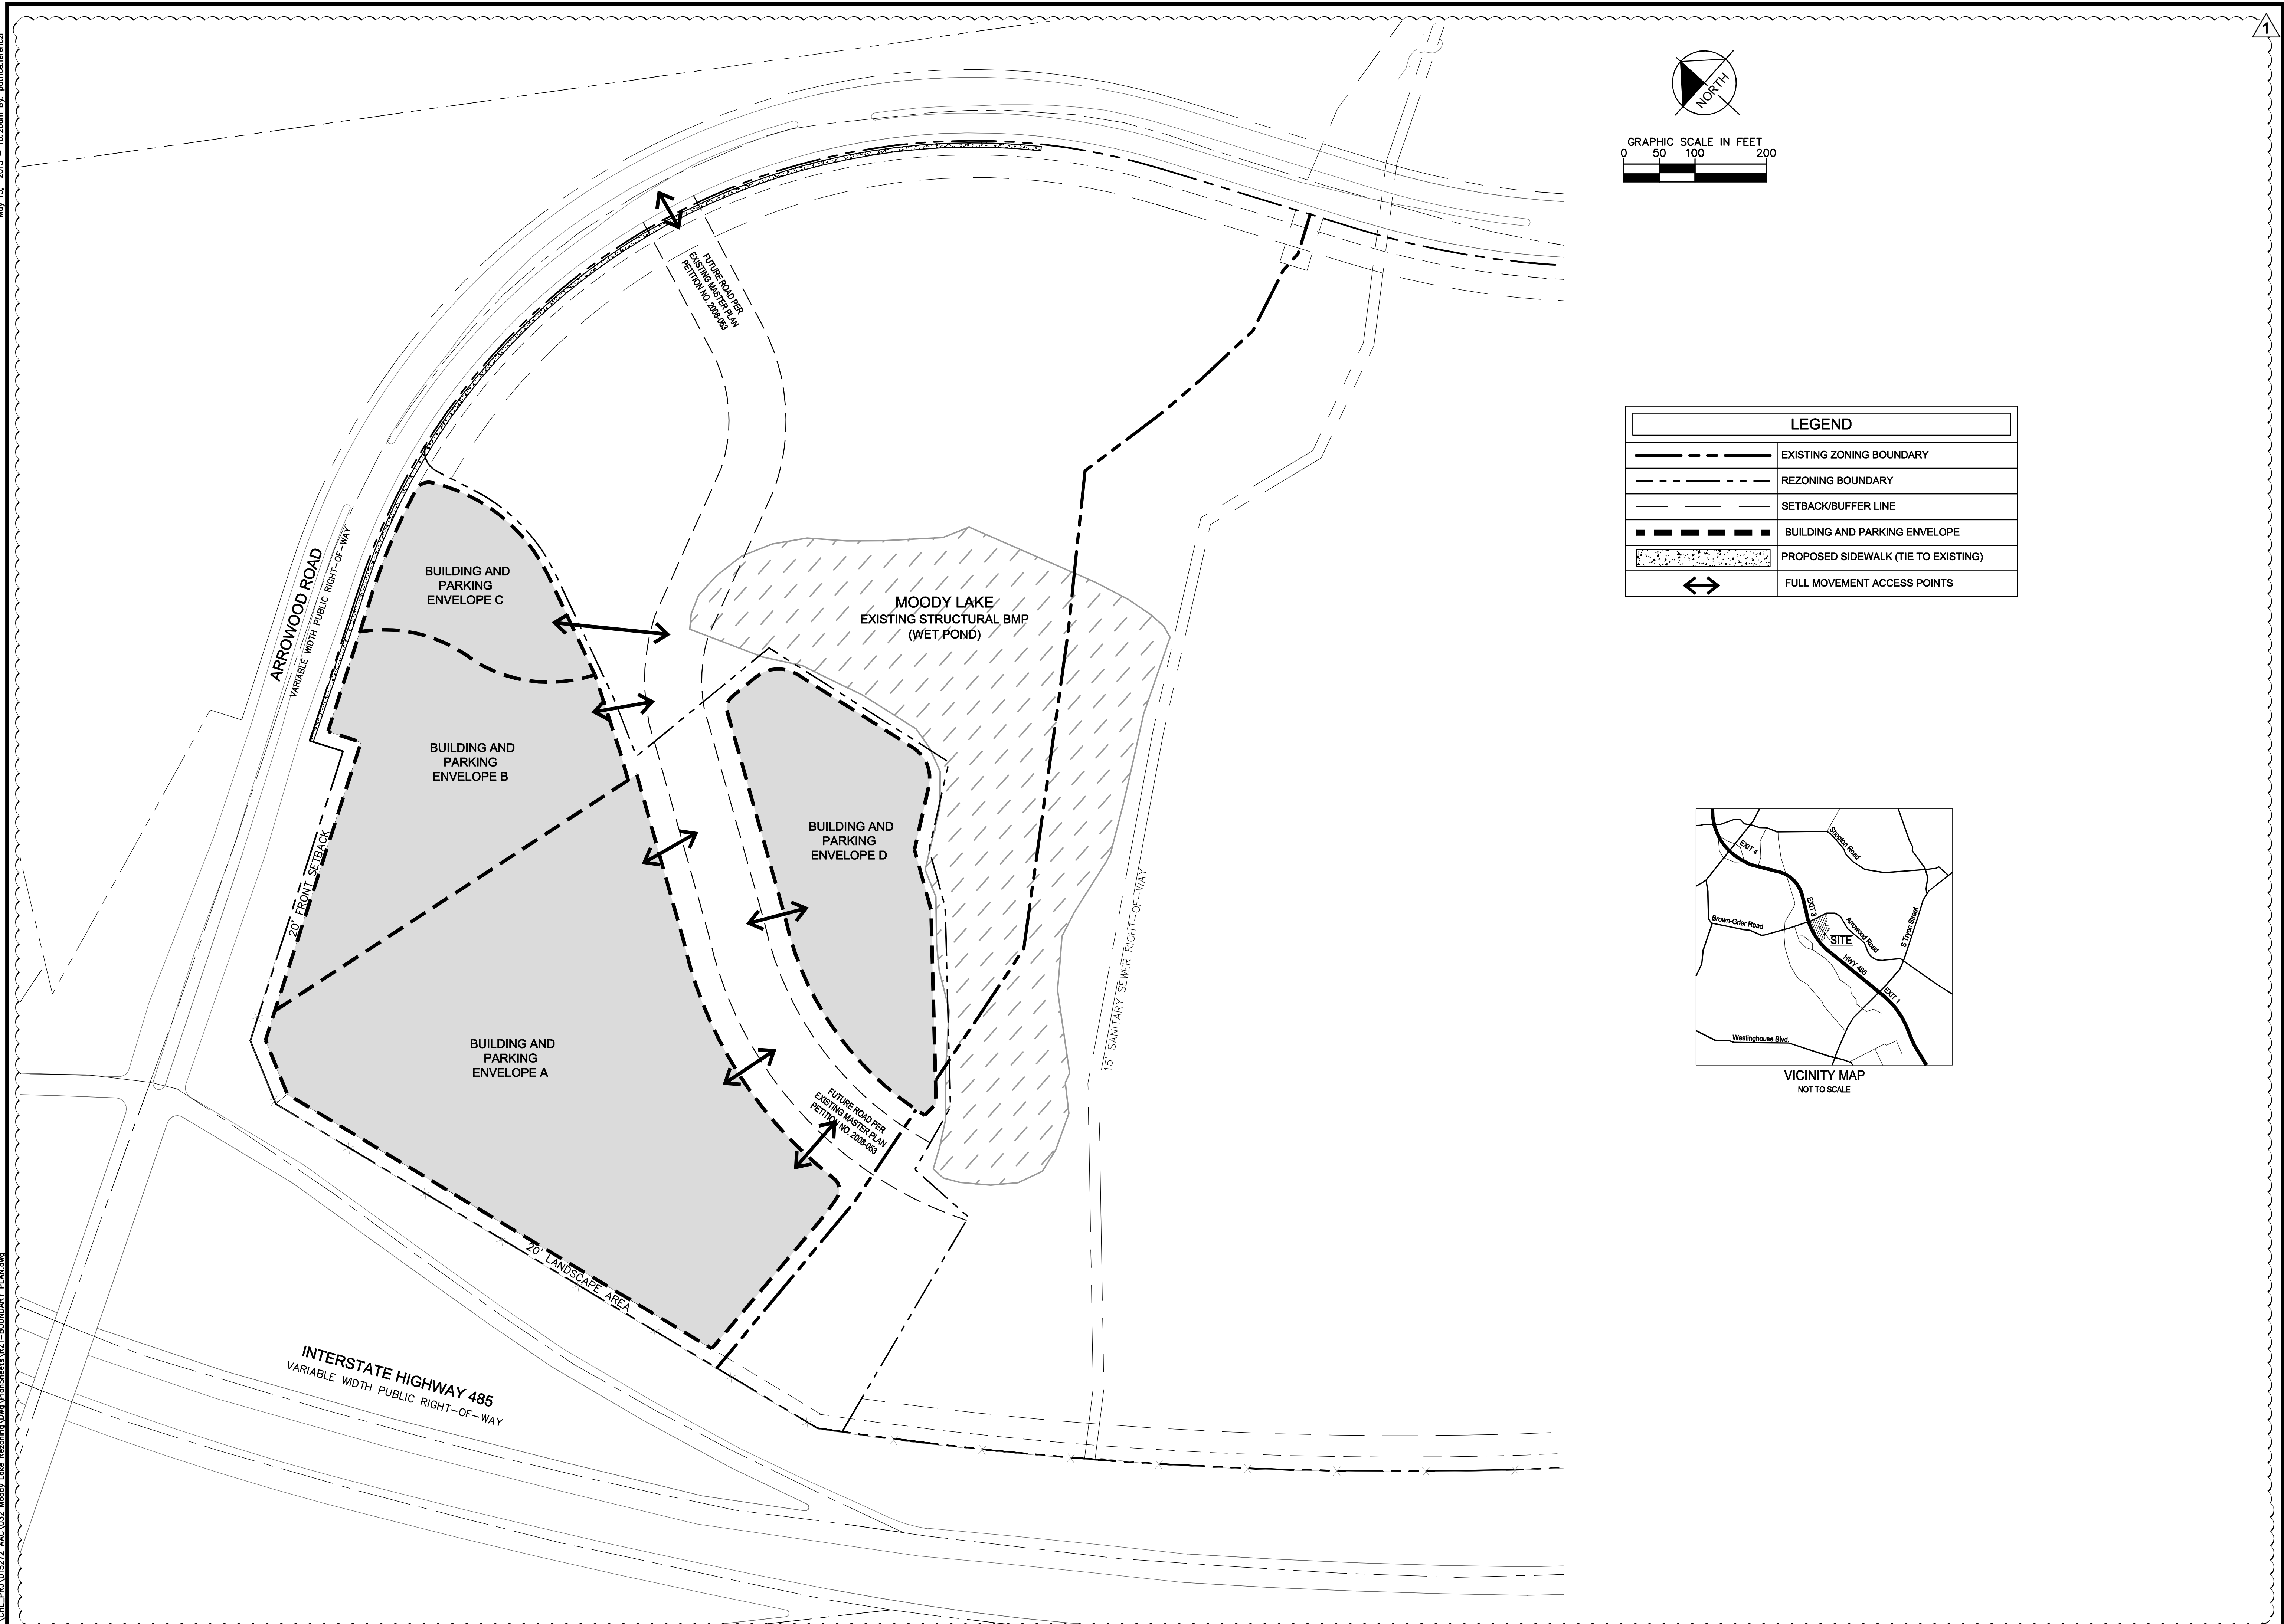 1
NORTH
GRAPHIC SCALE IN FEET
0 50 100 200
FUTURE ROAD PER
EXISTING MASTER PLAN
PETITION NO. 2008-053
LEGEND
EXISTING ZONING BOUNDARY
REZONING BOUNDARY
SETBACK/BUFFER LINE
BUILDING AND PARKING ENVELOPE
PROPOSED SIDEWALK (TIE TO EXISTING)
FULL MOVEMENT ACCESS POINTS
ARROWOOD ROAD
VARIABLE WIDTH PUBLIC RIGHT-OF-WAY
BUILDING AND
PARKING
ENVELOPE C
MOODY LAKE
EXISTING STRUCTURAL BMP
(WET POND)
BUILDING AND
PARKING
ENVELOPE B
BUILDING AND
PARKING
ENVELOPE D
20' FRONT SETBACK
15' SANITARY SEWER RIGHT-OF-WAY
BUILDING AND
PARKING
ENVELOPE A
FUTURE ROAD PER
EXISTING MASTER PLAN
PETITION NO. 2008-053
20' LANDSCAPE AREA
INTERSTATE HIGHWAY 485
VARIABLE WIDTH PUBLIC RIGHT-OF-WAY
EXIT 4
Shopton Road
EXIT 3
Brown-Grier Road
Arrowood Road
S Tryon Street
SITE
HWY 485
EXIT 1
Westinghouse Blvd.
VICINITY MAP
NOT TO SCALE